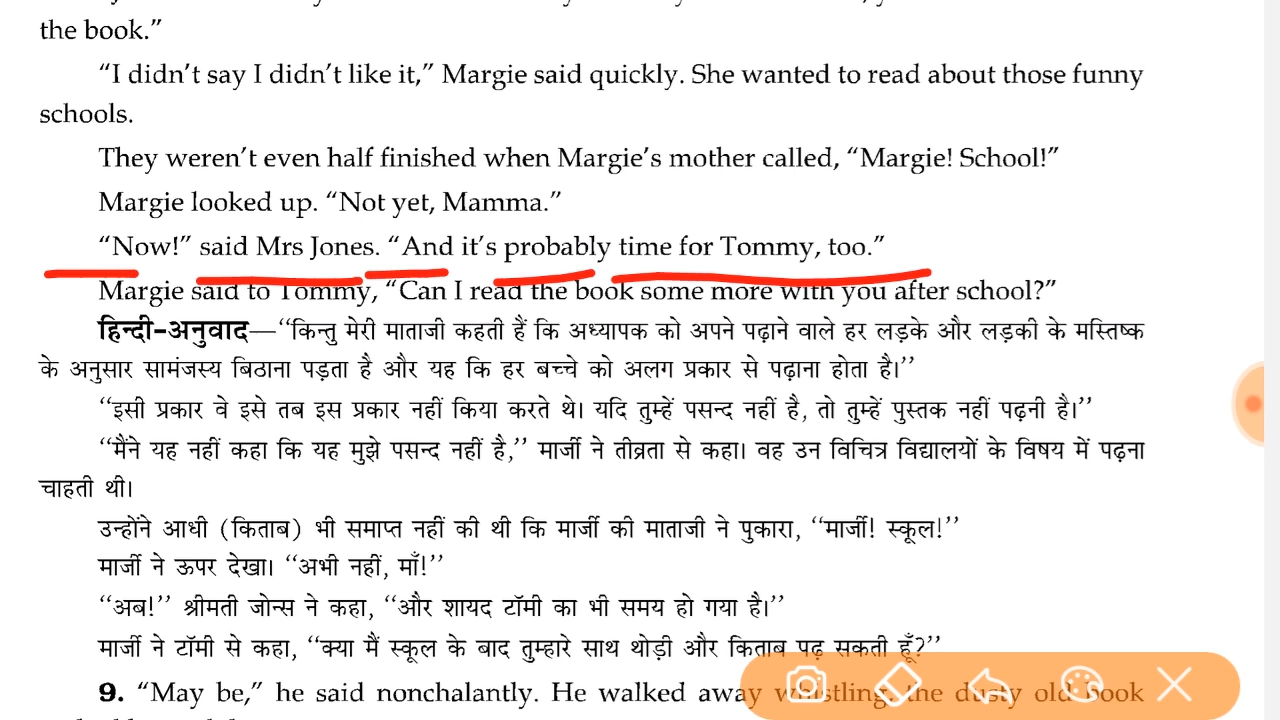 the book.”
“I didn’t say I didn’t like it,” Margie said quickly. She wanted to read about those funny
schools.
They weren’t even half finished when Margie’s mother called, “Margie! School!”
Margie looked up. “Not yet, Mamma.”
“Now!” said Mrs Jones. “And it’s probably time for Tommy, too.”
Margie said to Tommy, “Can I read the book some more with you after school?”
हिन्दी-अनुवाद—‘‘किन्तु मेरी माताजी कहती हैं कि अध्यापक को अपने पढ़ाने वाले हर लड़के और लड़की के मस्तिष्क
के अनुसार सामंजस्य बिठाना पड़ता है और यह कि हर बच्चे को अलग प्रकार से पढ़ाना होता है।’’
‘‘इसी प्रकार वे इसे तब इस प्रकार नहीं किया करते थे। यदि तुम्हें पसन्द नहीं है, तो तुम्हें पुस्तक नहीं पढ़नी है।’’
‘‘मैंने यह नहीं कहा कि यह मुझे पसन्द नहीं है,’’ मार्जी ने तीव्रता से कहा। वह उन विचित्र विद्यालयों के विषय में पढ़ना
चाहती थी।
उन्होंने आधी (किताब) भी समाप्त नहीं की थी कि मार्जी की माताजी ने पुकारा, ‘‘मार्जी! स्कूल!’’
मार्जी ने ऊपर देखा। ‘‘अभी नहीं, माँ!’’
‘‘अब!’’ श्रीमती जोन्स ने कहा, ‘‘और शायद टॉमी का भी समय हो गया है।’’
मार्जी ने टॉमी से कहा, ‘‘क्या मैं स्कूल के बाद तुम्हारे साथ थोड़ी और किताब पढ़ सकती हूँ?’’
9. “May be,” he said nonchalantly. He walked away whistling, the dusty old book